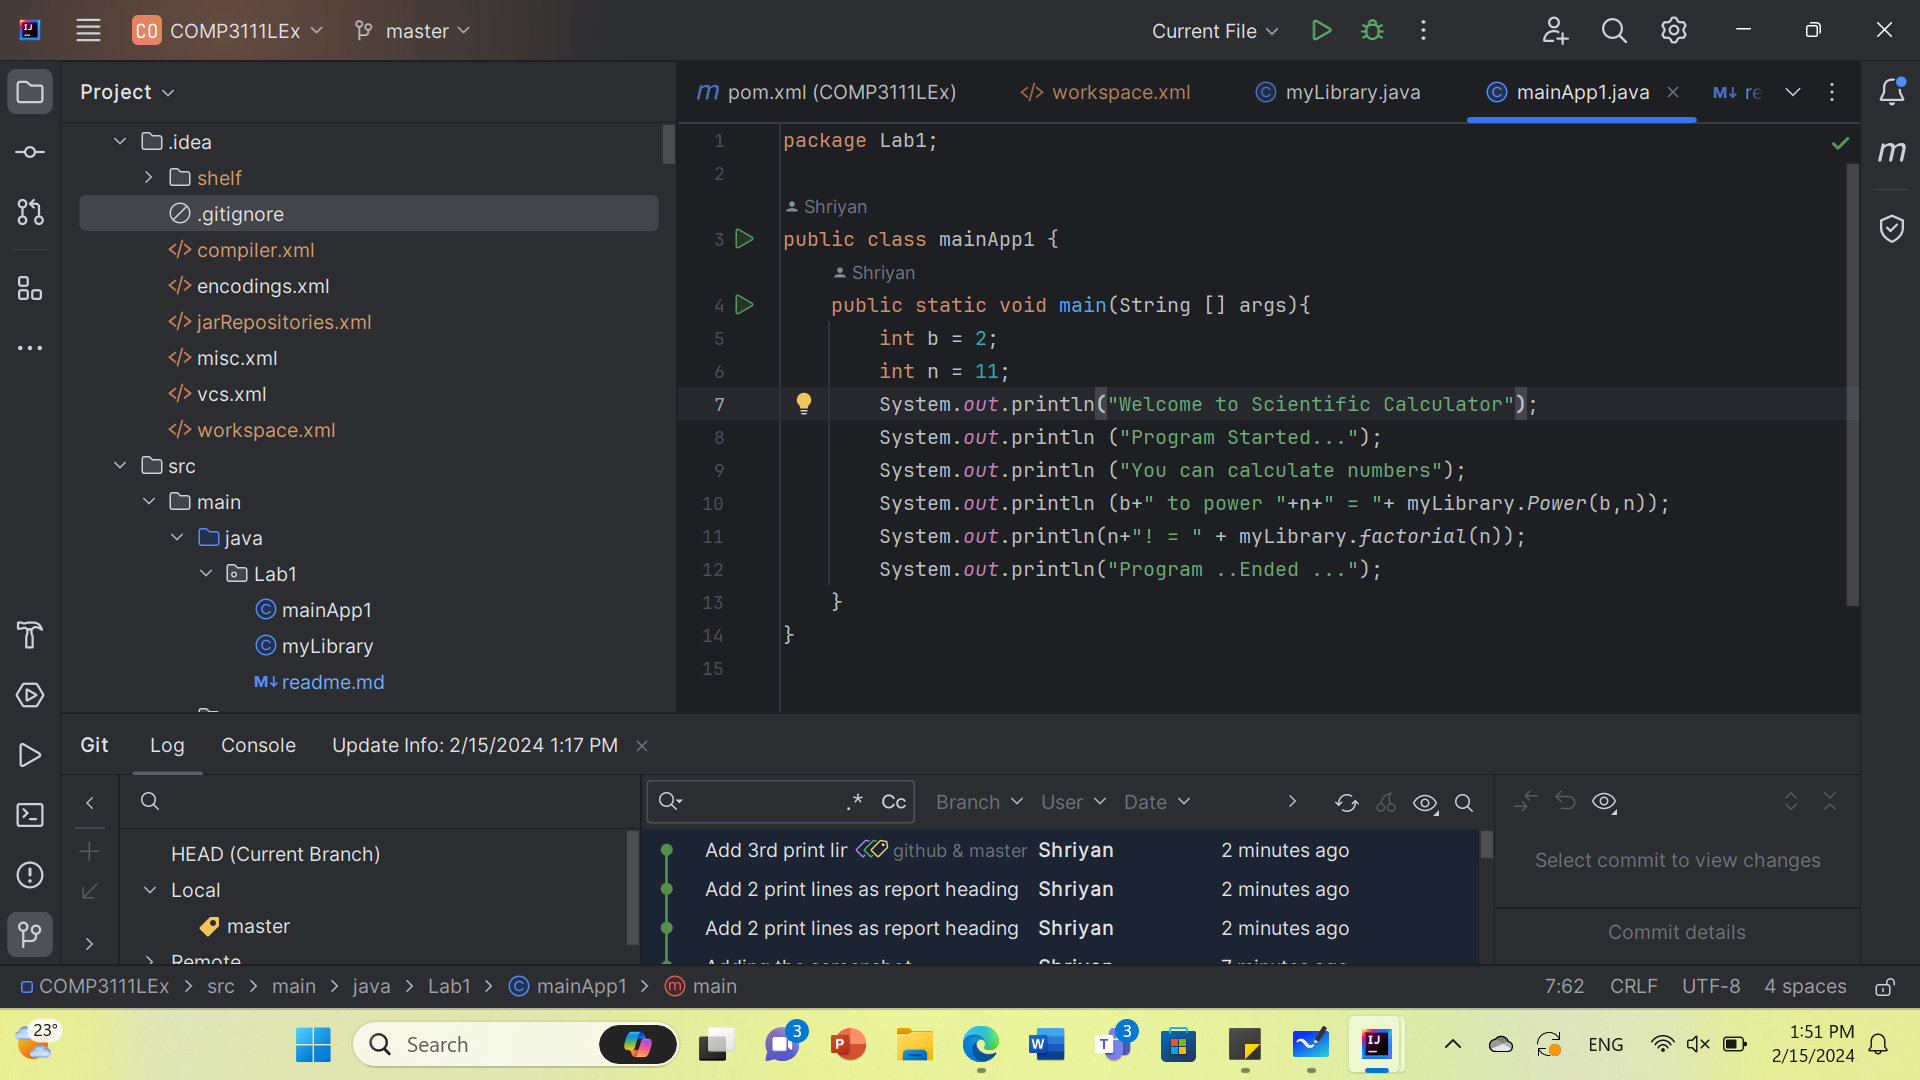 CO COMP3111LEx master Current File
Project
pom.xml (COMP3111LEx) workspace.xml myLibrary.java mainApp1.java M↓ re
.idea
shelf
.gitignore
compiler.xml
encodings.xml
jarRepositories.xml
misc.xml
vcs.xml
workspace.xml
src
main
java
Lab1
mainApp1
myLibrary
M↓ readme.md
1 package Lab1;
2
Shriyan
3 public class mainApp1 {
Shriyan
4 public static void main(String [] args){
5 int b = 2;
6 int n = 11;
7 System.out.println("Welcome to Scientific Calculator");
8 System.out.println ("Program Started...");
9 System.out.println ("You can calculate numbers");
10 System.out.println (b+" to power "+n+" = "+ myLibrary.Power(b,n));
11 System.out.println(n+"! = " + myLibrary.factorial(n));
12 System.out.println("Program ..Ended ...");
13 }
14 }
15
Git Log Console Update Info: 2/15/2024 1:17 PM
.* Cc Branch User Date
HEAD (Current Branch)
Local
master
Remote
Add 3rd print lir github & master Shriyan 2 minutes ago
Add 2 print lines as report heading Shriyan 2 minutes ago
Add 2 print lines as report heading Shriyan 2 minutes ago
Adding the screenshot Shriyan 7 minutes ago
Select commit to view changes
Commit details
COMP3111LEx > src > main > java > Lab1 > mainApp1 > main 7:62 CRLF UTF-8 4 spaces
23° Search 3 3 ENG 1:51 PM
2/15/2024